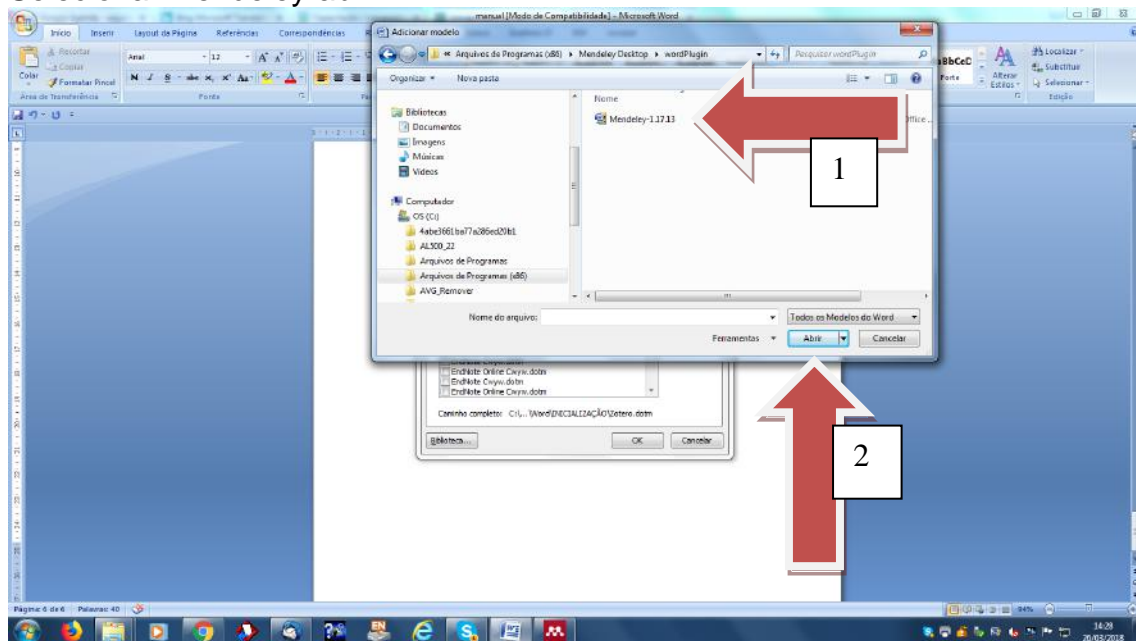 manual [Modo de Compatibilidade] - Microsoft Word
Início Inserir Layout da Página Referências Correspondências
Recortar
Copiar
Colar
Formatar Pincel
Área de Transferência
Arial 12
N I S abc x, x² Aa
Fonte
AaBbCcD
Alterar Estilos
Localizar
Substituir
Selecionar
Edição
Adicionar modelo
Arquivos de Programas (x86) Mendeley Desktop wordPlugin
Pesquisar wordPlugin
Organizar Nova pasta
Nome
Mendeley-1.17.13
Bibliotecas
Documentos
Imagens
Músicas
Vídeos
Computador
OS (C:)
AL500_22
Arquivos de Programas
Arquivos de Programas (x86)
AVG_Remover
1
Nome do arquivo:
Todos os Modelos do Word
Ferramentas Abrir Cancelar
EndNote Online Cwyw.dotm
EndNote Cwyw.dotm
EndNote Online Cwyw.dotm
Caminho completo: C:\...\Word\INICIALIZAÇÃO\Zotero.dotm
Biblioteca... OK Cancelar
2
Página: 6 de 6 Palavras: 40
94%
14:28
26/03/2018